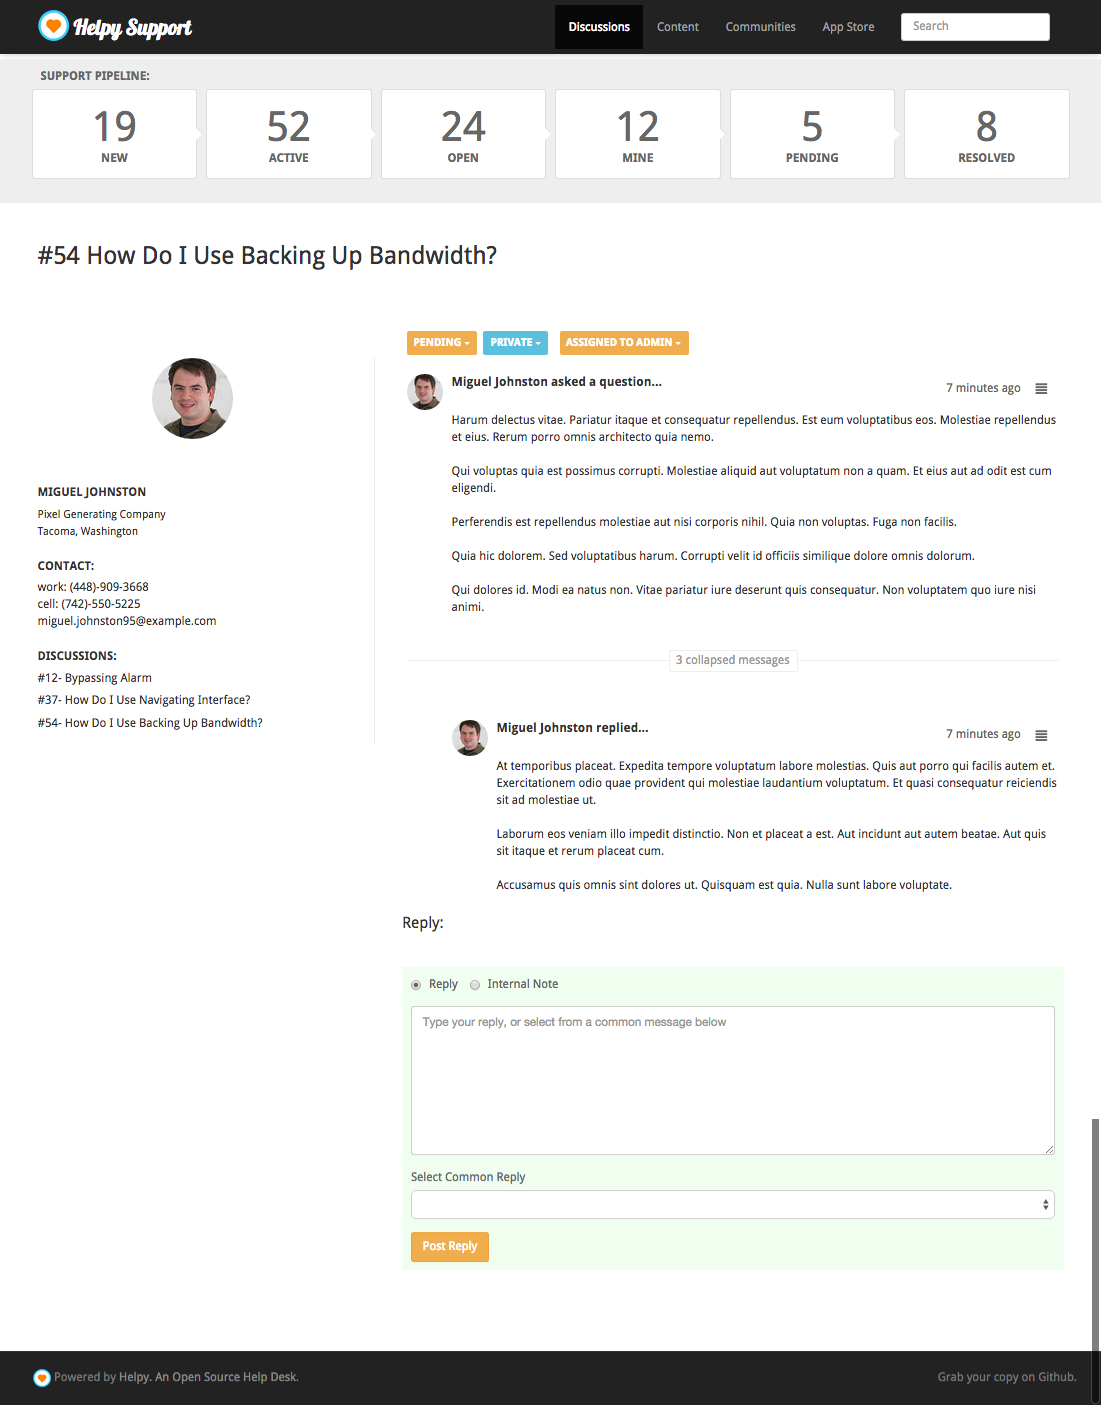 Helpy Support
Discussions
Content
Communities
App Store
Search
SUPPORT PIPELINE:
19
NEW
52
ACTIVE
24
OPEN
12
MINE
5
PENDING
8
RESOLVED
#54 How Do I Use Backing Up Bandwidth?
MIGUEL JOHNSTON
Pixel Generating Company
Tacoma, Washington
CONTACT:
work: (448)-909-3668
cell: (742)-550-5225
miguel.johnston95@example.com
DISCUSSIONS:
#12- Bypassing Alarm
#37- How Do I Use Navigating Interface?
#54- How Do I Use Backing Up Bandwidth?
PENDING
PRIVATE
ASSIGNED TO ADMIN
Miguel Johnston asked a question...
7 minutes ago
Harum delectus vitae. Pariatur itaque et consequatur repellendus. Est eum voluptatibus eos. Molestiae repellendus
et eius. Rerum porro omnis architecto quia nemo.
Qui voluptas quia est possimus corrupti. Molestiae aliquid aut voluptatum non a quam. Et eius aut ad odit est cum
eligendi.
Perferendis est repellendus molestiae aut nisi corporis nihil. Quia non voluptas. Fuga non facilis.
Quia hic dolorem. Sed voluptatibus harum. Corrupti velit id officiis similique dolore omnis dolorum.
Qui dolores id. Modi ea natus non. Vitae pariatur iure deserunt quis consequatur. Non voluptatem quo iure nisi
animi.
3 collapsed messages
Miguel Johnston replied...
7 minutes ago
At temporibus placeat. Expedita tempore voluptatum labore molestias. Quis aut porro qui facilis autem et.
Exercitationem odio quae provident qui molestiae laudantium voluptatum. Et quasi consequatur reiciendis
sit ad molestiae ut.
Laborum eos veniam illo impedit distinctio. Non et placeat a est. Aut incidunt aut autem beatae. Aut quis
sit itaque et rerum placeat cum.
Accusamus quis omnis sint dolores ut. Quisquam est quia. Nulla sunt labore voluptate.
Reply:
Reply
Internal Note
Type your reply, or select from a common message below
Select Common Reply
Post Reply
Powered by Helpy. An Open Source Help Desk.
Grab your copy on Github.